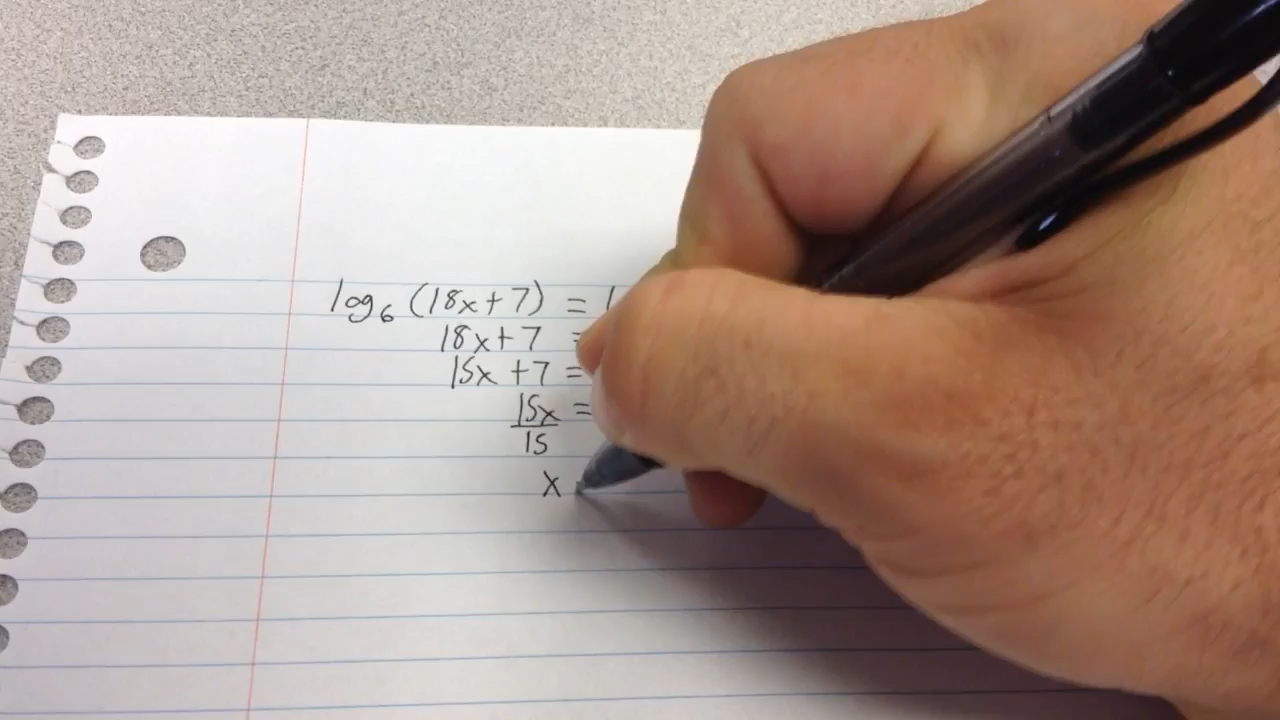 log₆ (18x+7) = l
18x+7 =
15x +7 =
15x =
15
x